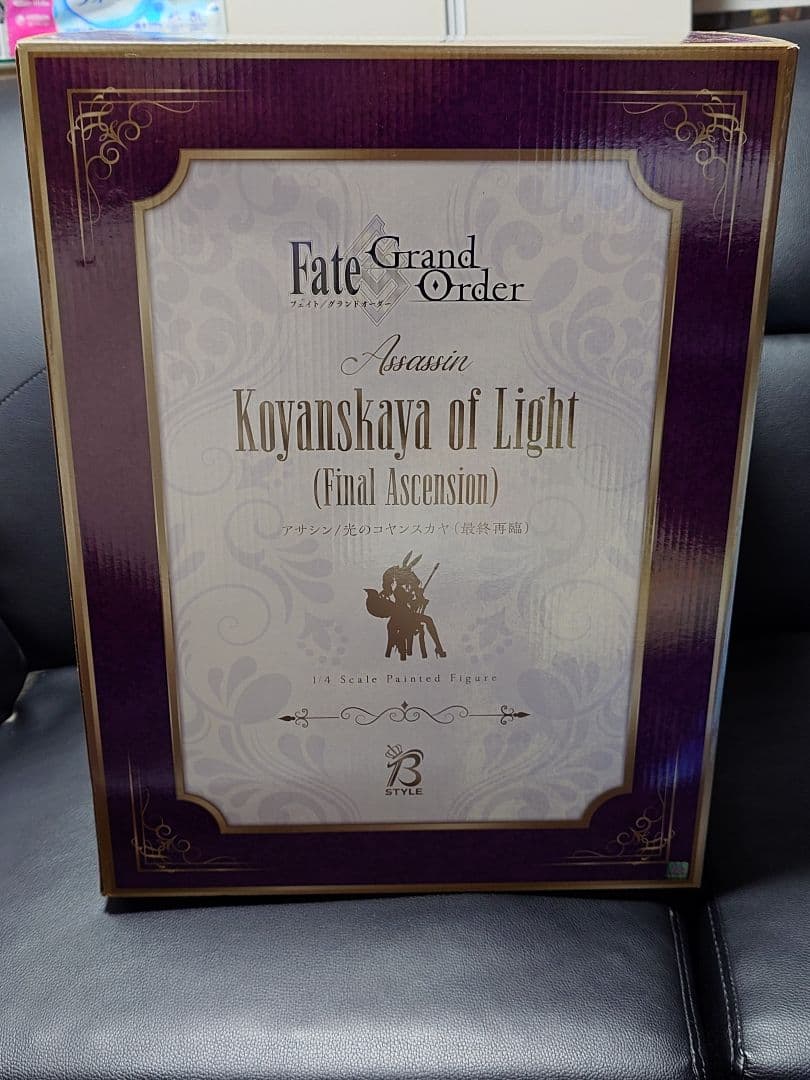 Fate Grand Order
フェイト/グランドオーダー
Assassin
Koyanskaya of Light
(Final Ascension)
アサシン/光のコヤンスカヤ(最終再臨)
1/4 Scale Painted Figure
B
STYLE